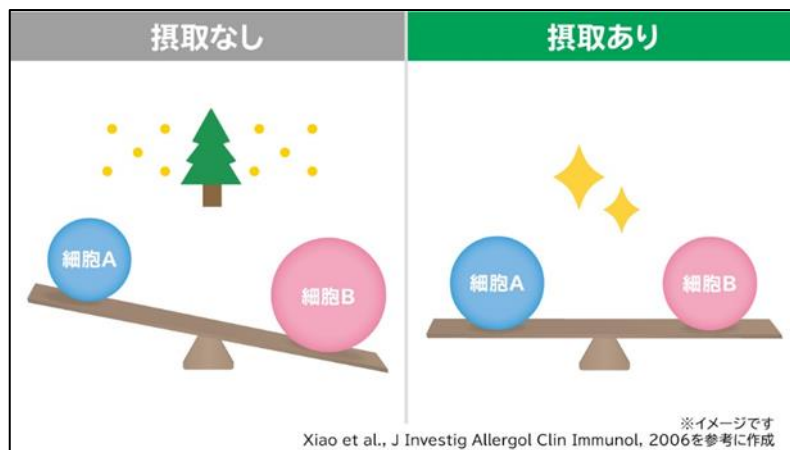 摂取なし
摂取あり
細胞A
細胞B
細胞A
細胞B
※イメージです
Xiao et al., J Investig Allergol Clin Immunol, 2006を参考に作成